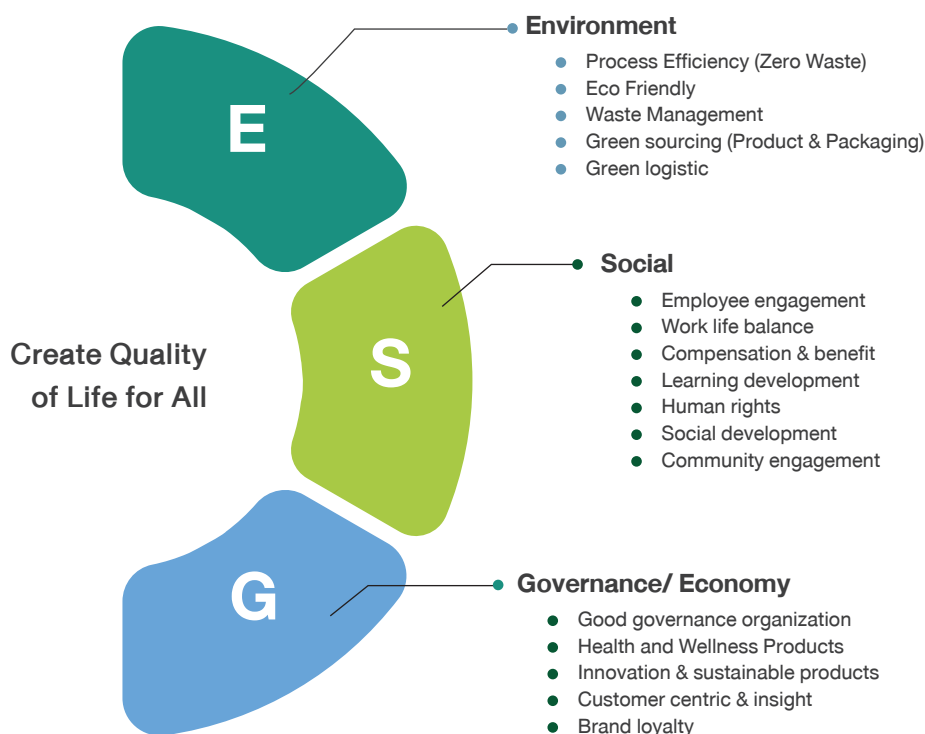 E
Environment
Process Efficiency (Zero Waste)
Eco Friendly
Waste Management
Green sourcing (Product & Packaging)
Green logistic
S
Social
Employee engagement
Work life balance
Compensation & benefit
Learning development
Human rights
Social development
Community engagement
Create Quality
of Life for All
G
Governance/ Economy
Good governance organization
Health and Wellness Products
Innovation & sustainable products
Customer centric & insight
Brand loyalty